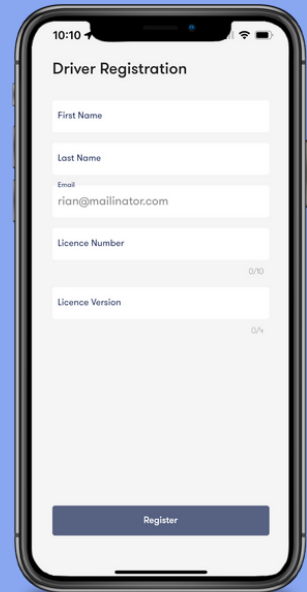 10:10
Driver Registration
First Name
Last Name
Email
rian@mailinator.com
Licence Number
0/10
Licence Version
0/4
Register